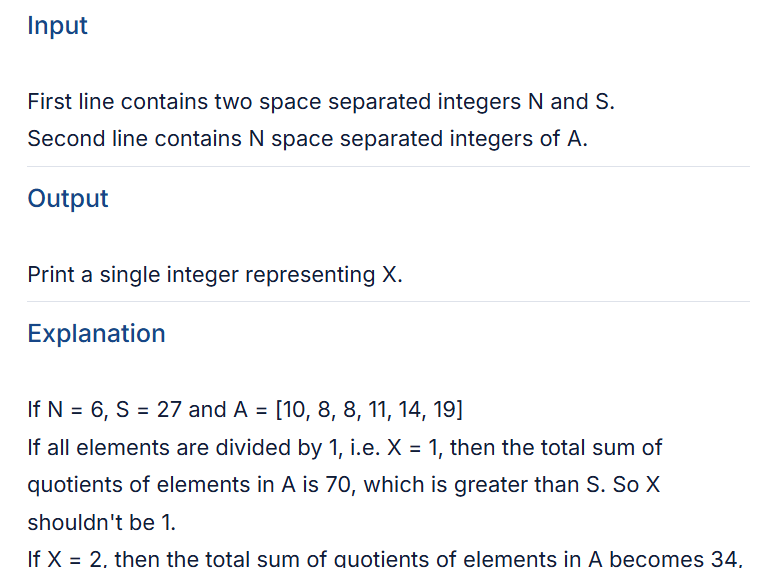 Input
First line contains two space separated integers N and S.
Second line contains N space separated integers of A.
Output
Print a single integer representing X.
Explanation
If N = 6, S = 27 and A = [10, 8, 8, 11, 14, 19]
If all elements are divided by 1, i.e. X = 1, then the total sum of
quotients of elements in A is 70, which is greater than S. So X
shouldn't be 1.
If X = 2, then the total sum of quotients of elements in A becomes 34,